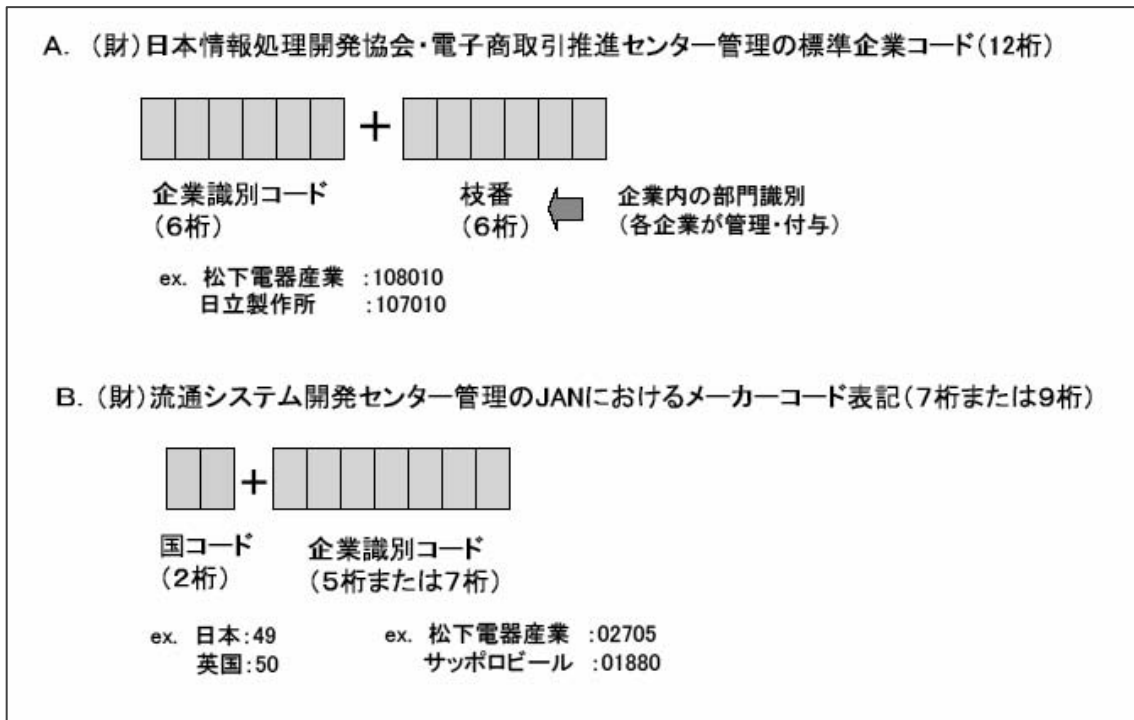 A. (財)日本情報処理開発協会・電子商取引推進センター管理の標準企業コード(12桁)
+
企業識別コード 枝番 企業内の部門識別
(6桁) (6桁) (各企業が管理・付与)
ex. 松下電器産業 :108010
日立製作所 :107010
B. (財)流通システム開発センター管理のJANにおけるメーカーコード表記(7桁または9桁)
+
国コード 企業識別コード
(2桁) (5桁または7桁)
ex. 日本:49 ex. 松下電器産業 :02705
英国:50 サッポロビール :01880